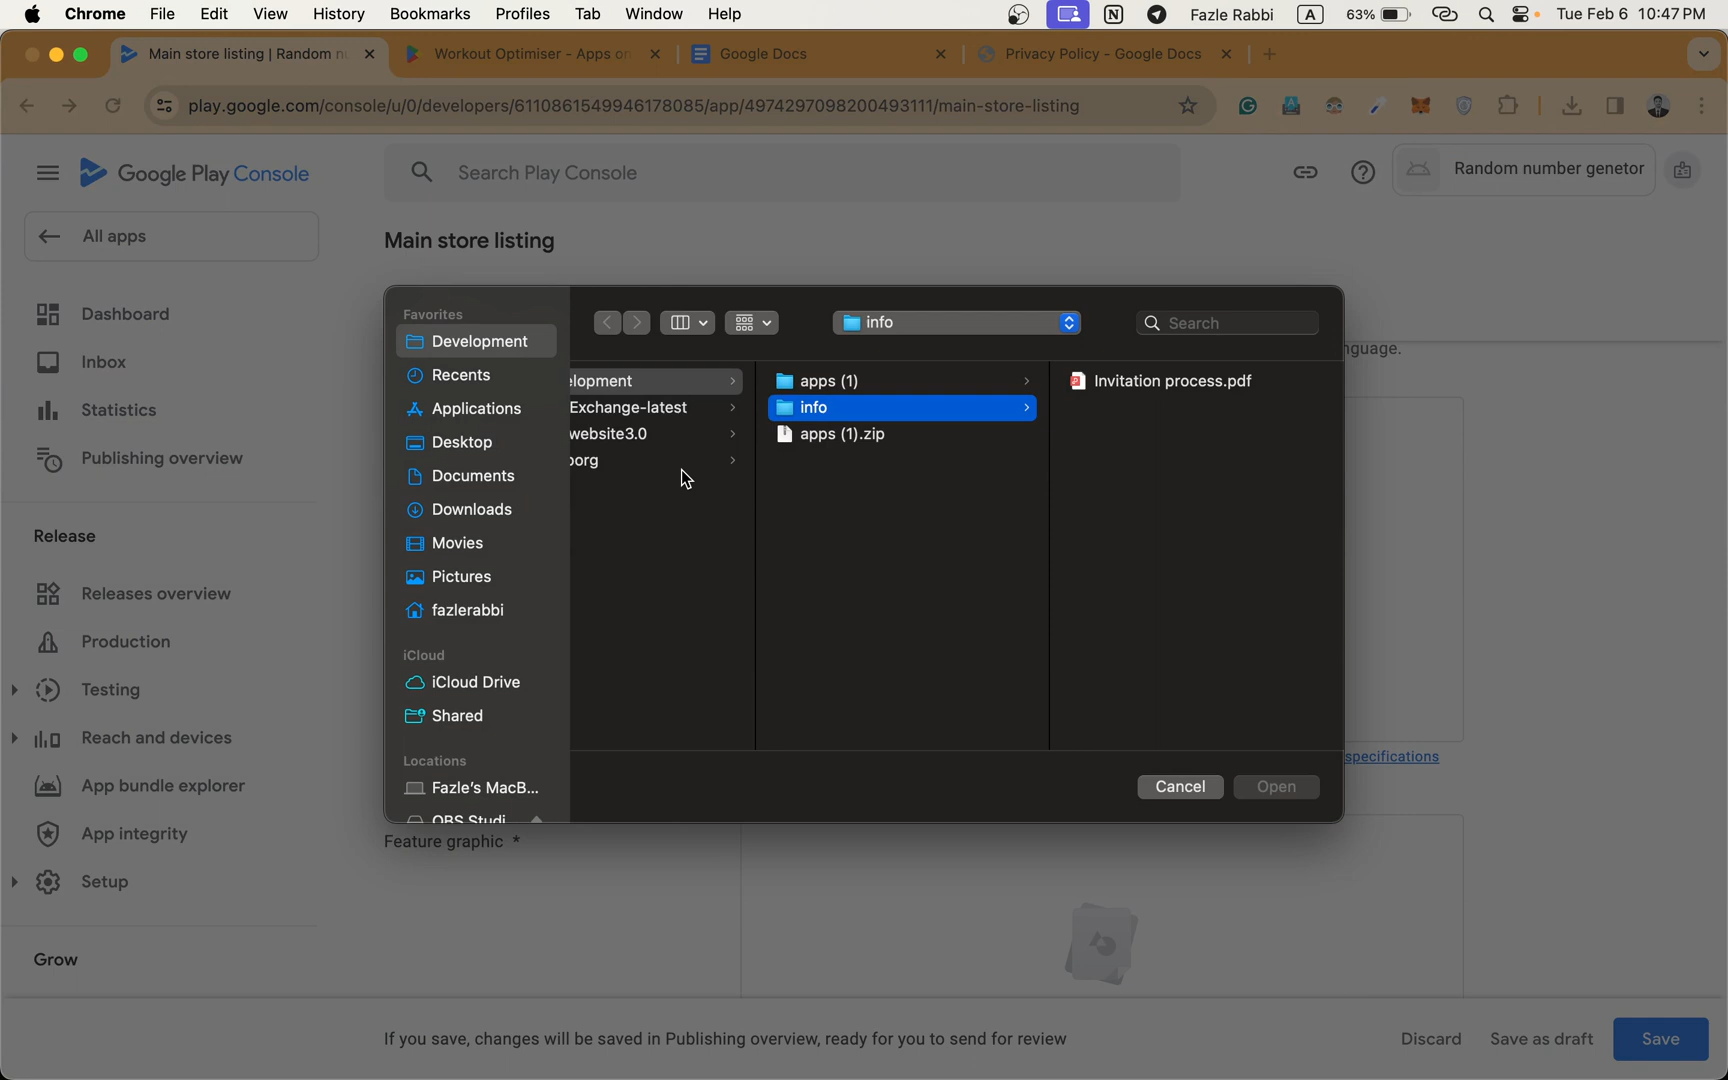 Chrome File Edit View History Bookmarks Profiles Tab Window Help Fazle Rabbi A 63% Tue Feb 6 10:47 PM
Main store listing | Random Workout Optimiser - Apps on Google Docs Privacy Policy - Google Docs
play.google.com/console/u/0/developers/6110861549946178085/app/4974297098200493111/main-store-listing
Google Play Console
Search Play Console
Random number genetor
All apps
Main store listing
Dashboard
Inbox
Statistics
Publishing overview
Release
Releases overview
Production
Testing
Reach and devices
App bundle explorer
App integrity
Setup
Grow
Favorites
Development
Recents
Applications
Desktop
Documents
Downloads
Movies
Pictures
fazlerabbi
iCloud
iCloud Drive
Shared
Locations
Fazle's MacB...
OBS Studi
info
Search
elopment
Exchange-latest
website3.0
borg
apps (1)
info
apps (1).zip
Invitation process.pdf
Cancel Open
nguage.
specifications
Feature graphic *
If you save, changes will be saved in Publishing overview, ready for you to send for review
Discard Save as draft Save